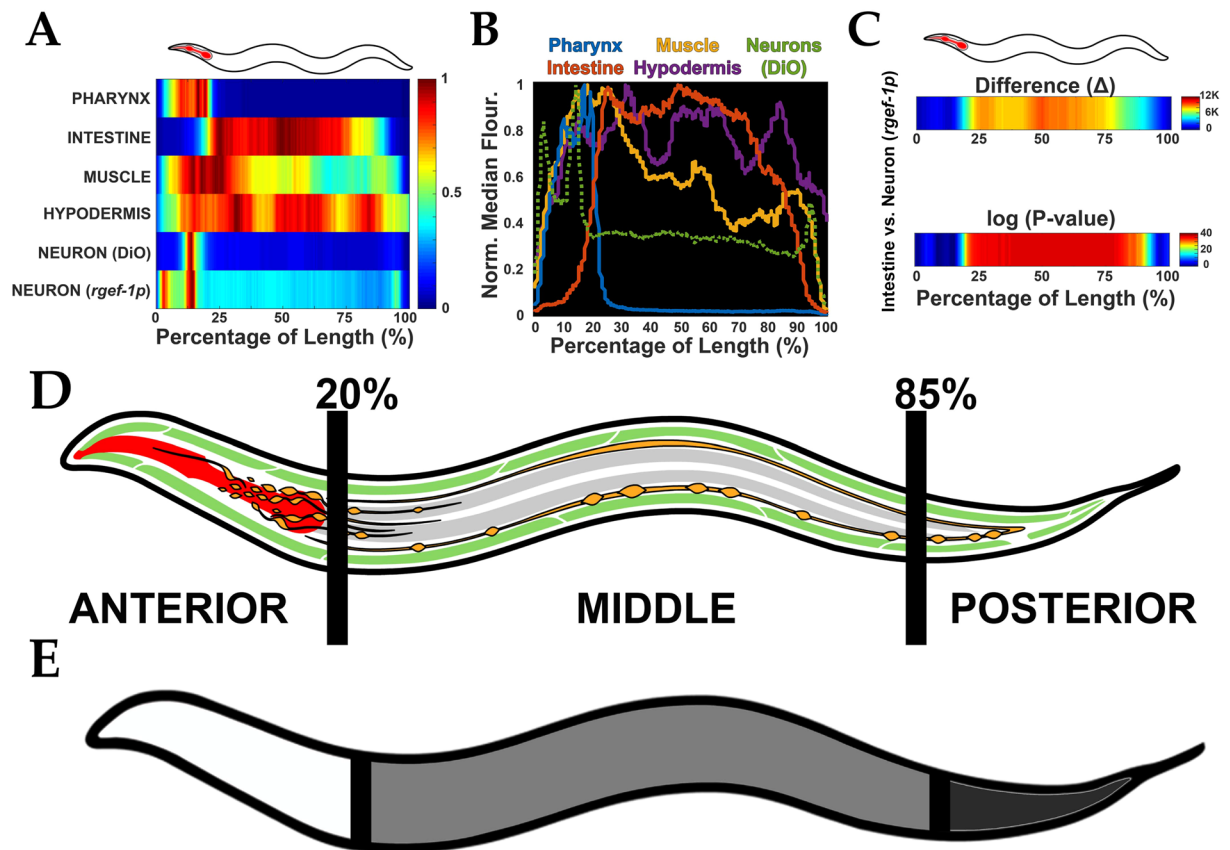 A
PHARYNX
INTESTINE
MUSCLE
HYPODERMIS
NEURON (DiO)
NEURON (rgef-1p)
1
0.5
0
0 25 50 75 100
Percentage of Length (%)
B
Pharynx Muscle Neurons
Intestine Hypodermis (DiO)
Norm. Median Flour.
1
0.8
0.6
0.4
0.2
0
0 10 20 30 40 50 60 70 80 90 100
Percentage of Length (%)
C
Intestine vs. Neuron (rgef-1p)
Difference (Δ)
12K
6K
0
0 25 50 75 100
log (P-value)
40
20
0
0 25 50 75 100
Percentage of Length (%)
D
20% 85%
ANTERIOR MIDDLE POSTERIOR
E